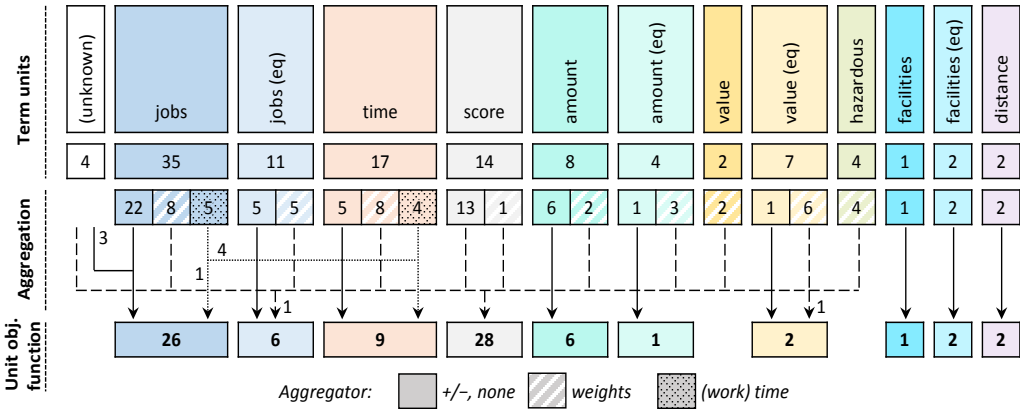 Term units
(unknown) jobs jobs (eq) time score amount amount (eq) value value (eq) hazardous facilities facilities (eq) distance
4 35 11 17 14 8 4 2 7 4 1 2 2
Aggregation
22 8 5 5 5 5 8 4 13 1 6 2 1 3 2 1 6 4 1 2 2
3 4
1
1 1
Unit obj.
function
26 6 9 28 6 1 2 1 2 2
Aggregator: +/−, none weights (work) time